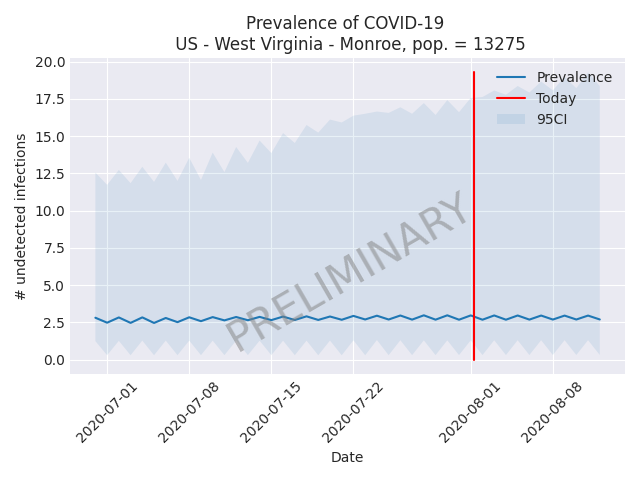 Prevalence of COVID-19
US - West Virginia - Monroe, pop. = 13275
20.0
17.5
15.0
12.5
10.0
7.5
5.0
2.5
0.0
# undetected infections
Prevalence
Today
95CI
PRELIMINARY
2020-07-01
2020-07-08
2020-07-15
2020-07-22
2020-08-01
2020-08-08
Date